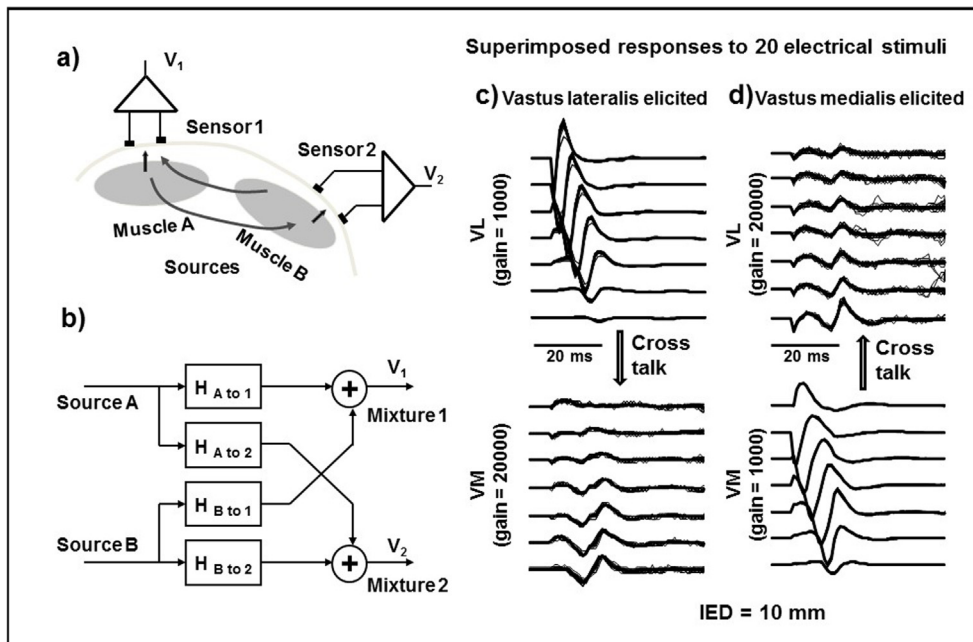 a)
V1
Sensor 1
Sensor 2
V2
Muscle A
Muscle B
Sources
b)
Source A
H A to 1
H A to 2
Source B
H B to 1
H B to 2
+
V1
Mixture 1
+
V2
Mixture 2
Superimposed responses to 20 electrical stimuli
c) Vastus lateralis elicited
VL
(gain = 1000)
20 ms
Cross
talk
VM
(gain = 20000)
d) Vastus medialis elicited
VL
(gain = 20000)
20 ms
Cross
talk
VM
(gain = 1000)
IED = 10 mm